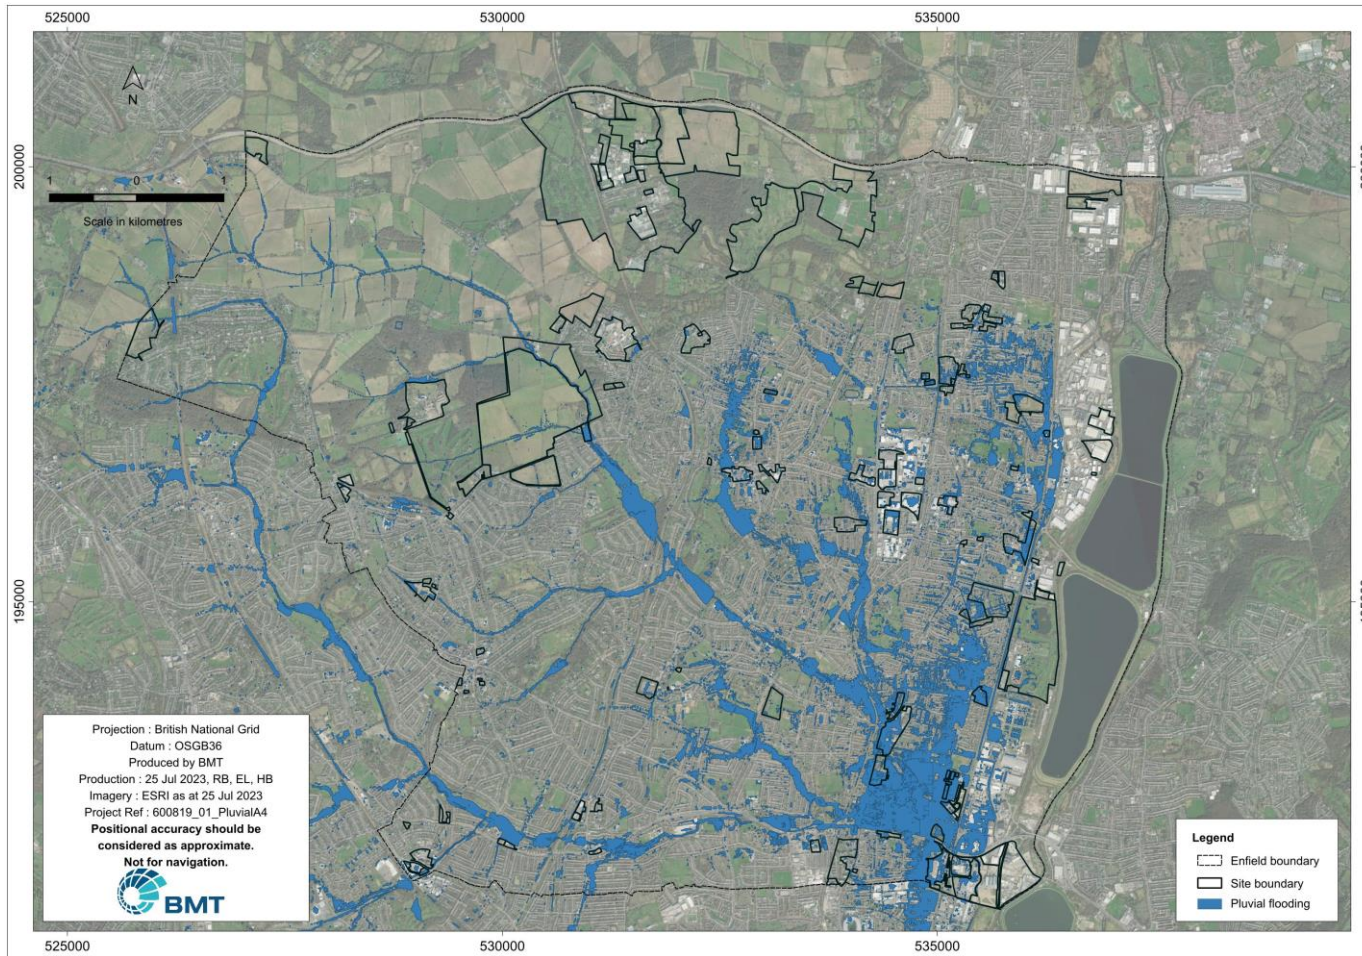 525000 530000 535000
N
200000
1 0 1
Scale in kilometres
195000
Projection : British National Grid
Datum : OSGB36
Produced by BMT
Production : 25 Jul 2023, RB, EL, HB
Imagery : ESRI as at 25 Jul 2023
Project Ref : 600819_01_PluvialA4
Positional accuracy should be
considered as approximate.
Not for navigation.
BMT
Legend
Enfield boundary
Site boundary
Pluvial flooding
525000 530000 535000